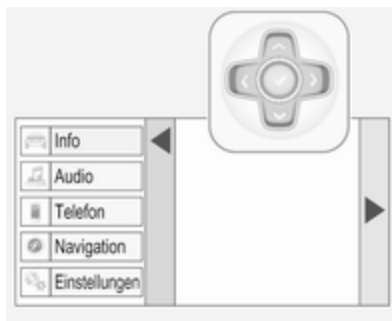 Info
Audio
Telefon
Navigation
Einstellungen